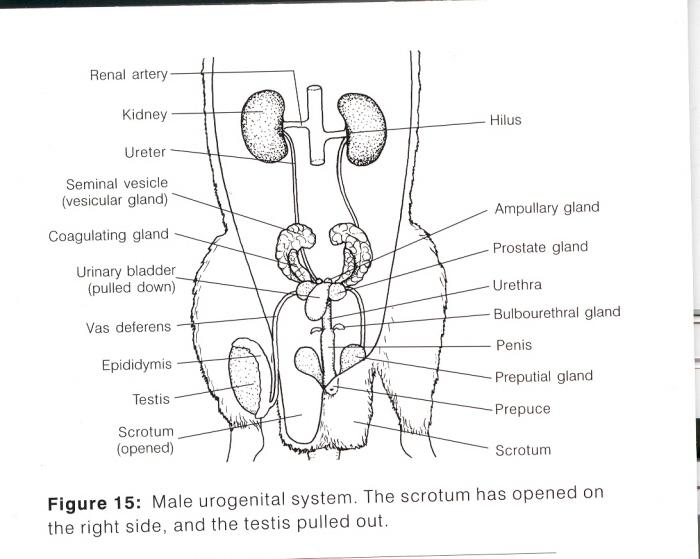 Renal artery
Kidney
Ureter
Seminal vesicle
(vesicular gland)
Coagulating gland
Urinary bladder
(pulled down)
Vas deferens
Epididymis
Testis
Scrotum
(opened)
Hilus
Ampullary gland
Prostate gland
Urethra
Bulbourethral gland
Penis
Preputial gland
Prepuce
Scrotum
Figure 15: Male urogenital system. The scrotum has opened on
the right side, and the testis pulled out.